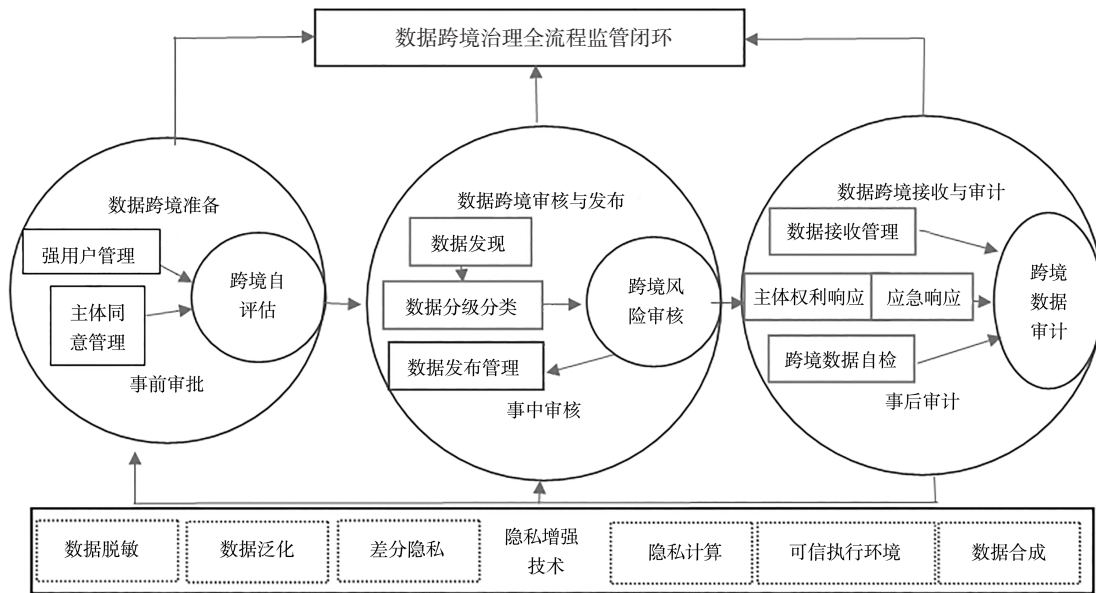 数据跨境治理全流程监管闭环
数据跨境准备
强用户管理
主体同
意管理
跨境自
评估
事前审批
数据跨境审核与发布
数据发现
数据分级分类
数据发布管理
跨境风
险审核
事中审核
数据跨境接收与审计
数据接收管理
主体权利响应
应急响应
跨境数据自检
跨境
数据
审计
事后审计
数据脱敏
数据泛化
差分隐私
隐私增强
技术
隐私计算
可信执行环境
数据合成